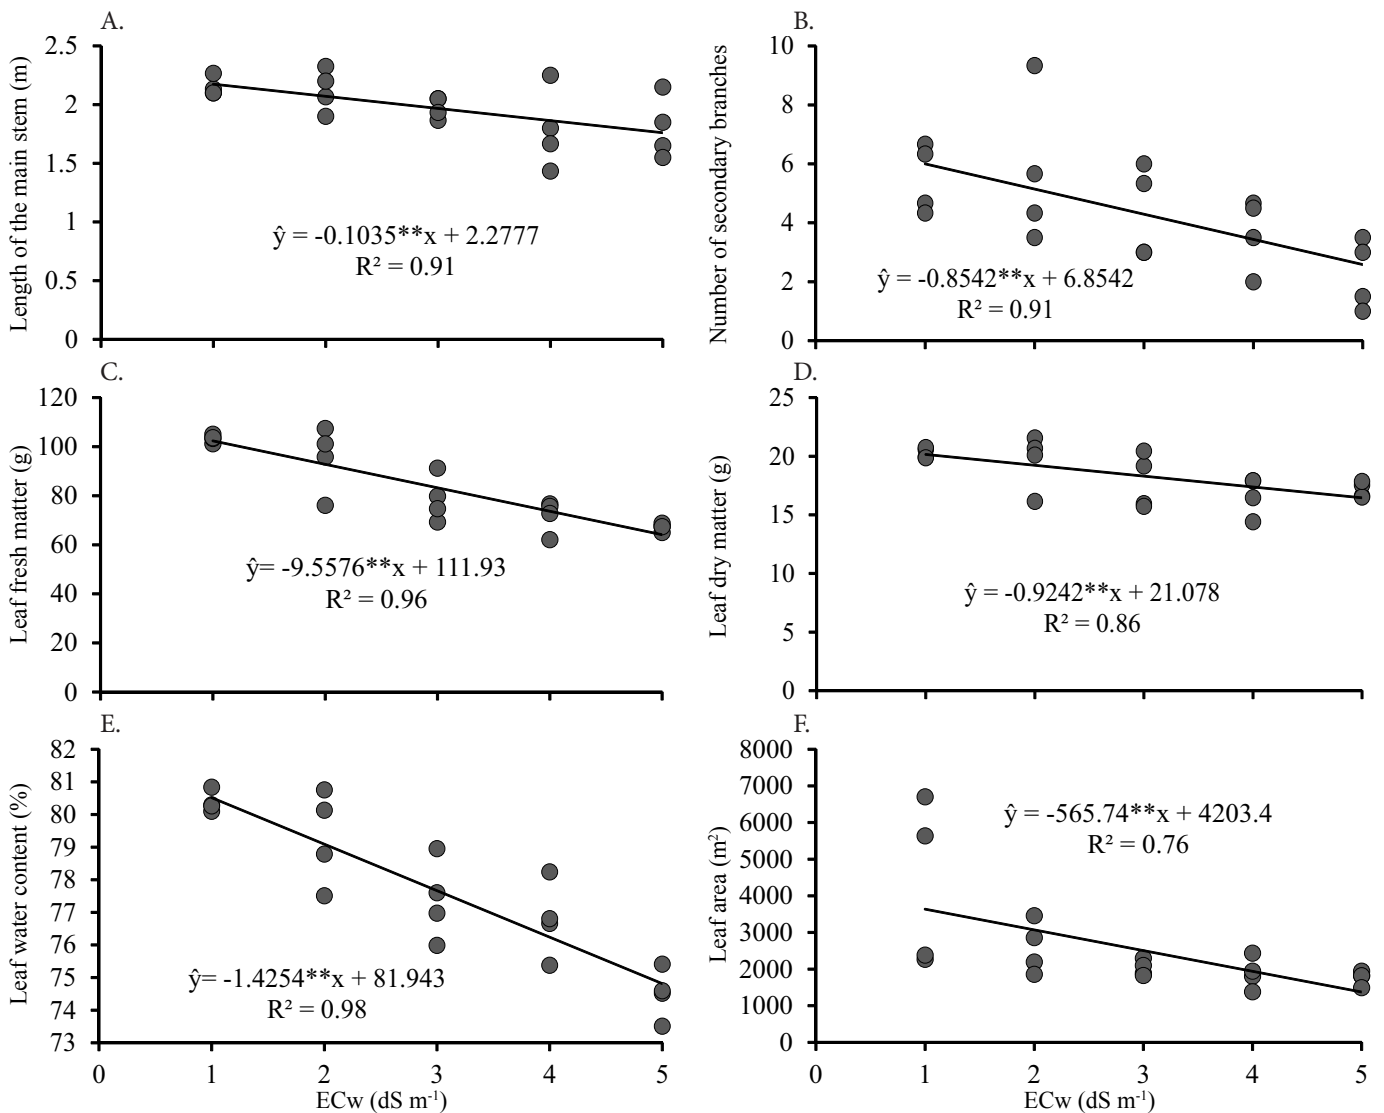 A.
Length of the main stem (m)
2.5
2
1.5
1
0.5
0
ŷ = -0.1035**x + 2.2777
R² = 0.91
B.
Number of secondary branches
10
8
6
4
2
0
ŷ = -0.8542**x + 6.8542
R² = 0.91
C.
Leaf fresh matter (g)
120
100
80
60
40
20
0
ŷ= -9.5576**x + 111.93
R² = 0.96
D.
Leaf dry matter (g)
25
20
15
10
5
0
ŷ = -0.9242**x + 21.078
R² = 0.86
E.
Leaf water content (%)
82
81
80
79
78
77
76
75
74
73
ŷ= -1.4254**x + 81.943
R² = 0.98
0 1 2 3 4 5
ECw (dS m⁻¹)
F.
Leaf area (m²)
8000
7000
6000
5000
4000
3000
2000
1000
0
ŷ = -565.74**x + 4203.4
R² = 0.76
0 1 2 3 4 5
ECw (dS m⁻¹)